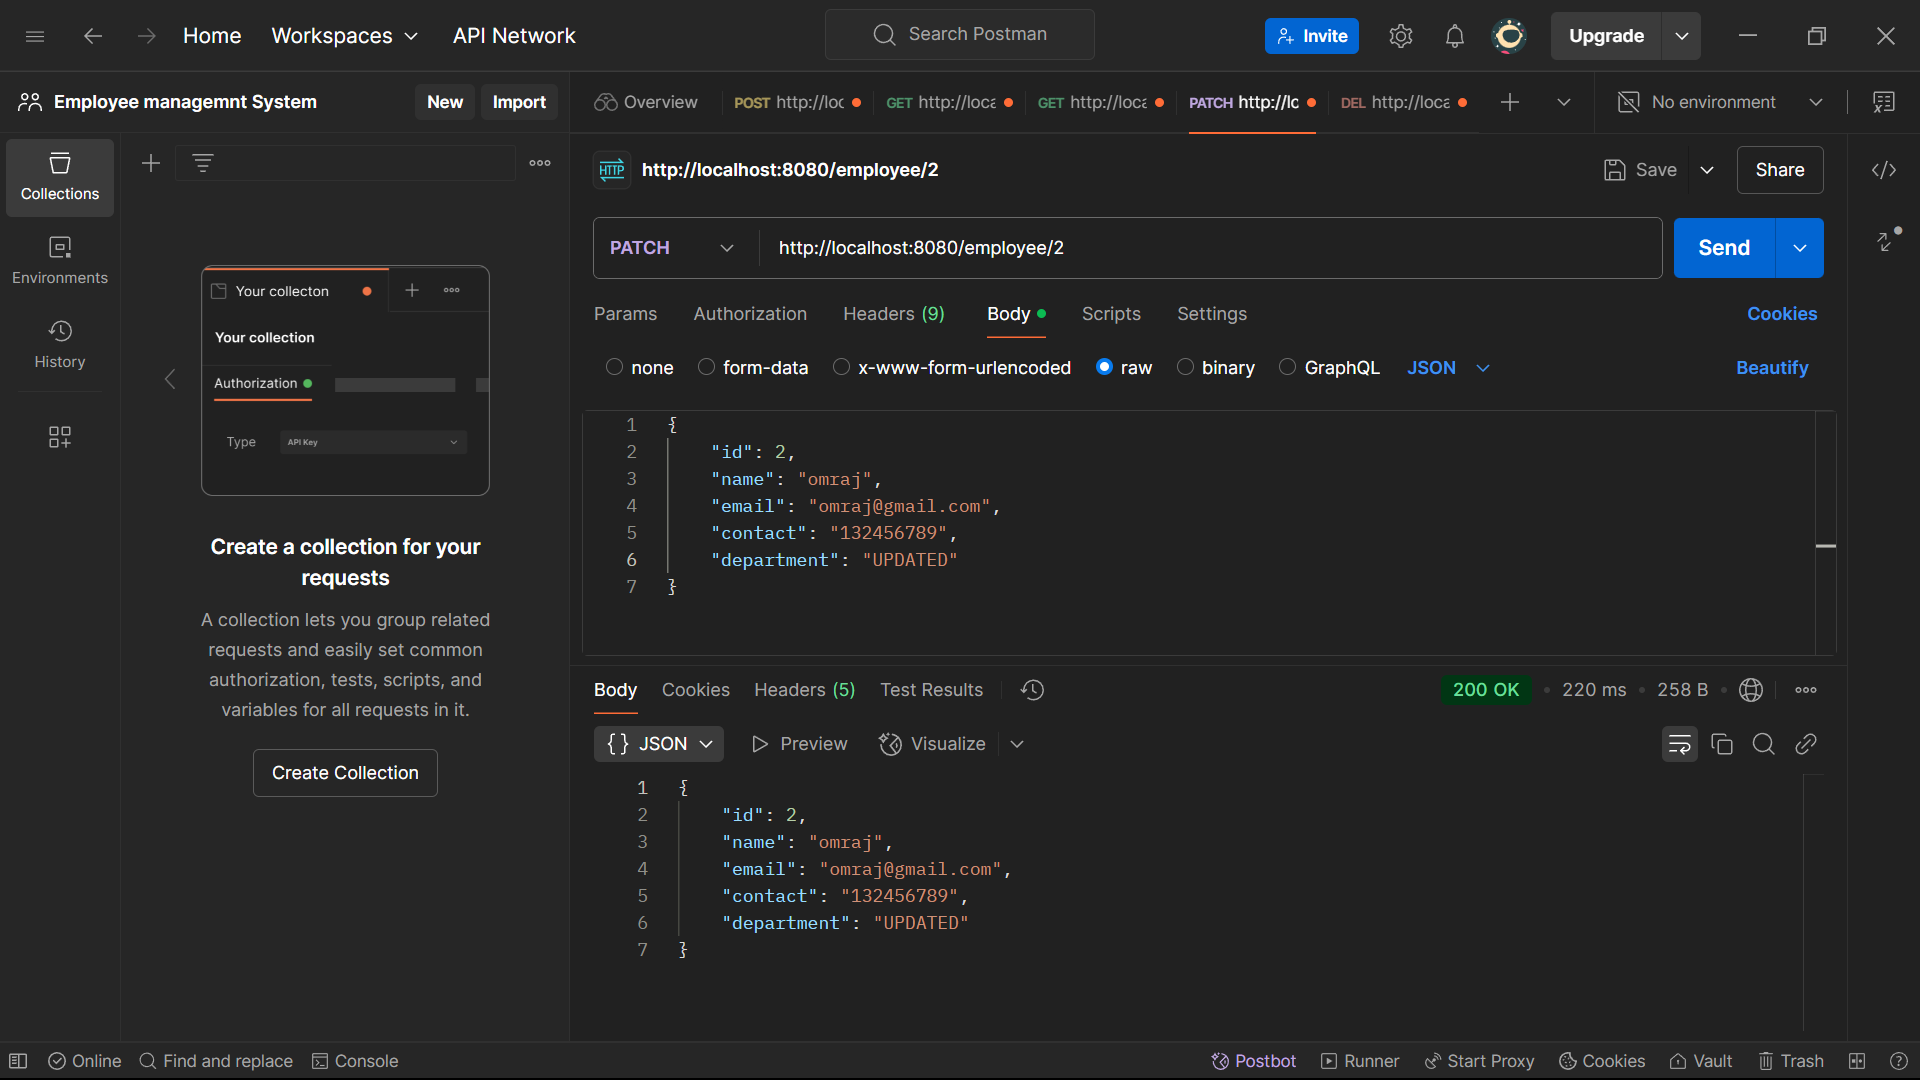 Home Workspaces API Network Search Postman Invite Upgrade
Employee managemnt System New Import Overview POST http://loc GET http://loca GET http://loca PATCH http://lc DEL http://loca No environment
Collections
Environments
History
Your collecton
Your collection
Authorization
Type API Key
Create a collection for your
requests
A collection lets you group related
requests and easily set common
authorization, tests, scripts, and
variables for all requests in it.
Create Collection
HTTP http://localhost:8080/employee/2 Save Share
PATCH http://localhost:8080/employee/2 Send
Params Authorization Headers (9) Body Scripts Settings Cookies
none form-data x-www-form-urlencoded raw binary GraphQL JSON Beautify
1 {
2 "id": 2,
3 "name": "omraj",
4 "email": "omraj@gmail.com",
5 "contact": "132456789",
6 "department": "UPDATED"
7 }
Body Cookies Headers (5) Test Results 200 OK • 220 ms • 258 B •
{} JSON Preview Visualize
1 {
2 "id": 2,
3 "name": "omraj",
4 "email": "omraj@gmail.com",
5 "contact": "132456789",
6 "department": "UPDATED"
7 }
Online Find and replace Console Postbot Runner Start Proxy Cookies Vault Trash